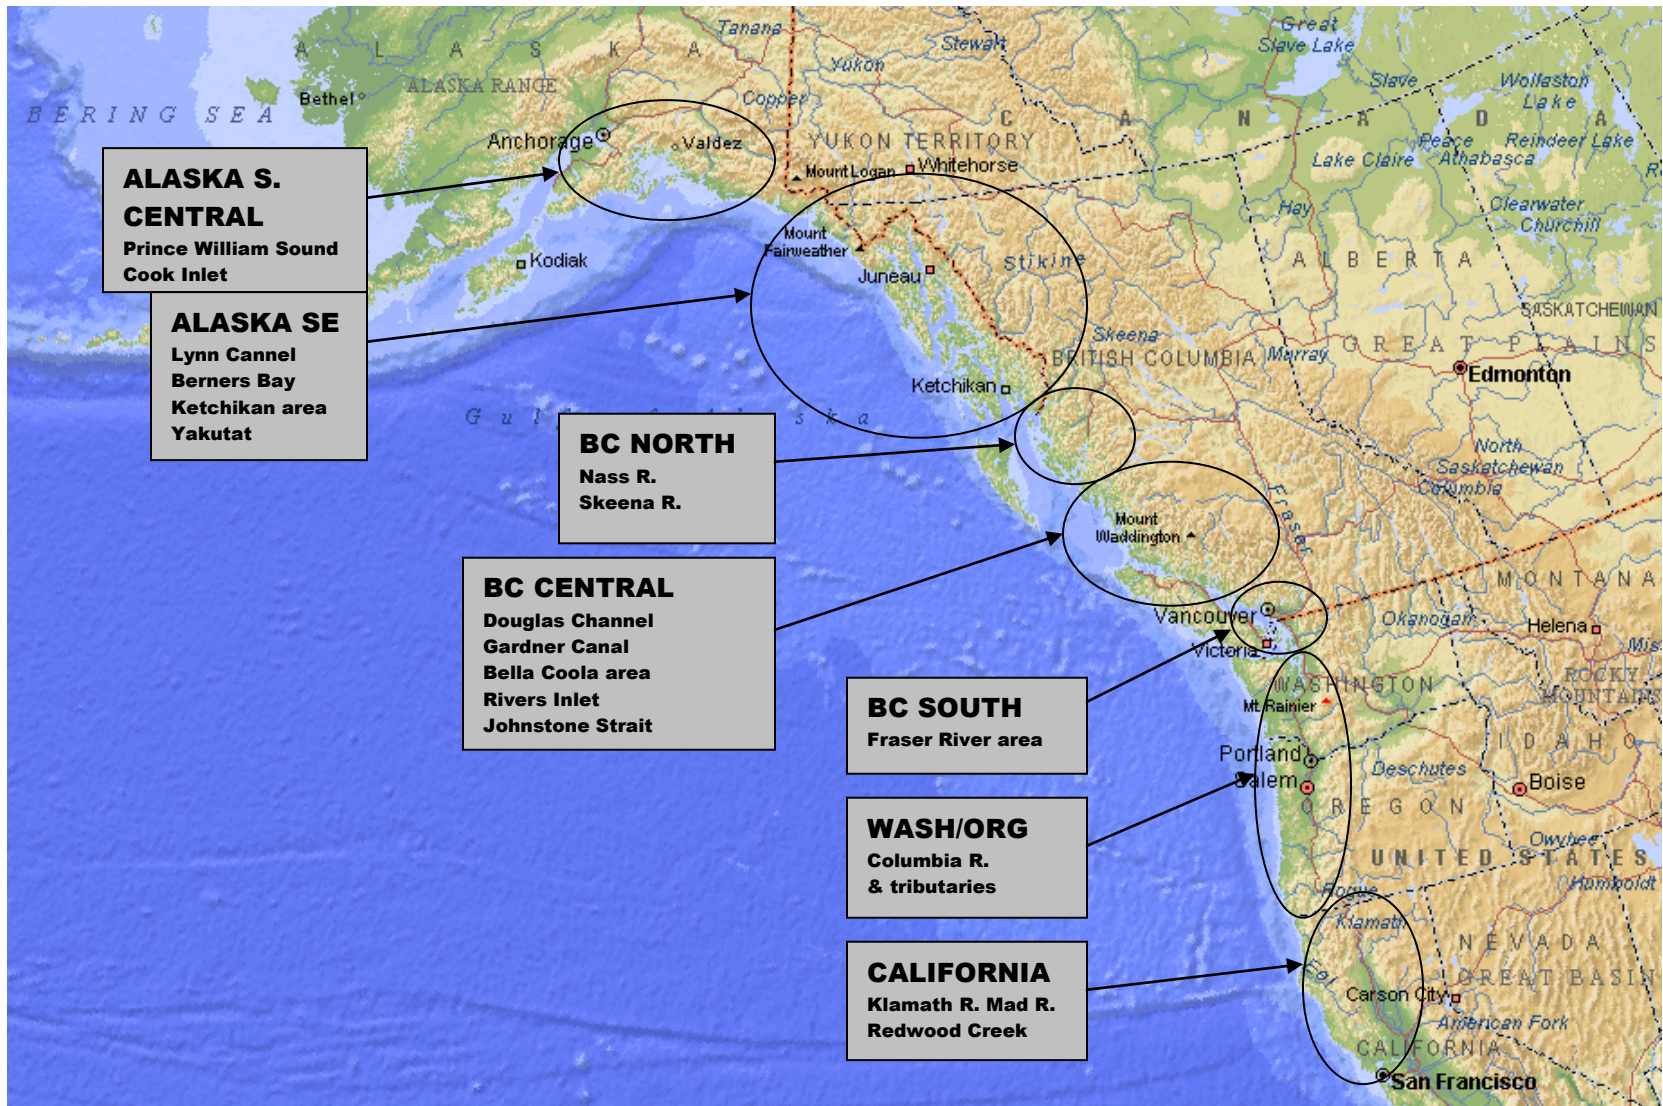 Tanana
Great
Slave Lake
Stewart
A L A S K A
Yukon
Slave
Wollaston
Lake
ALASKA RANGE
Bethel
Copper
BERING SEA
C A N A D A
Anchorage
Valdez
YUKON TERRITORY
Peace
Athabasca
Reindeer Lake
Lake Claire
Mount Logan
Whitehorse
ALASKA S.
CENTRAL
Prince William Sound
Cook Inlet
Hay
Clearwater
Churchill
Mount
Fairweather
Kodiak
Juneau
Stikine
ALBERTA
SASKATCHEWAN
ALASKA SE
Lynn Cannel
Berners Bay
Ketchikan area
Yakutat
Skeena
BRITISH COLUMBIA
Murray
GREAT PLAINS
Edmonton
Ketchikan
BC NORTH
Nass R.
Skeena R.
North
Saskatchewan
Columbia
Fraser
Mount
Waddington
BC CENTRAL
Douglas Channel
Gardner Canal
Bella Coola area
Rivers Inlet
Johnstone Strait
MONTANA
Vancouver
Okanogan
Helena
Victoria
Mis
ROCKY
MOUNTAINS
WASHINGTON
Mt. Rainier
BC SOUTH
Fraser River area
IDAHO
Portland
Salem
Deschutes
Boise
OREGON
WASH/ORG
Columbia R.
& tributaries
Owyhee
UNITED STATES
Humboldt
Rogue
Klamath
NEVADA
CALIFORNIA
Klamath R. Mad R.
Redwood Creek
Eel
GREAT BASIN
Carson City
American Fork
CALIFORNIA
San Francisco